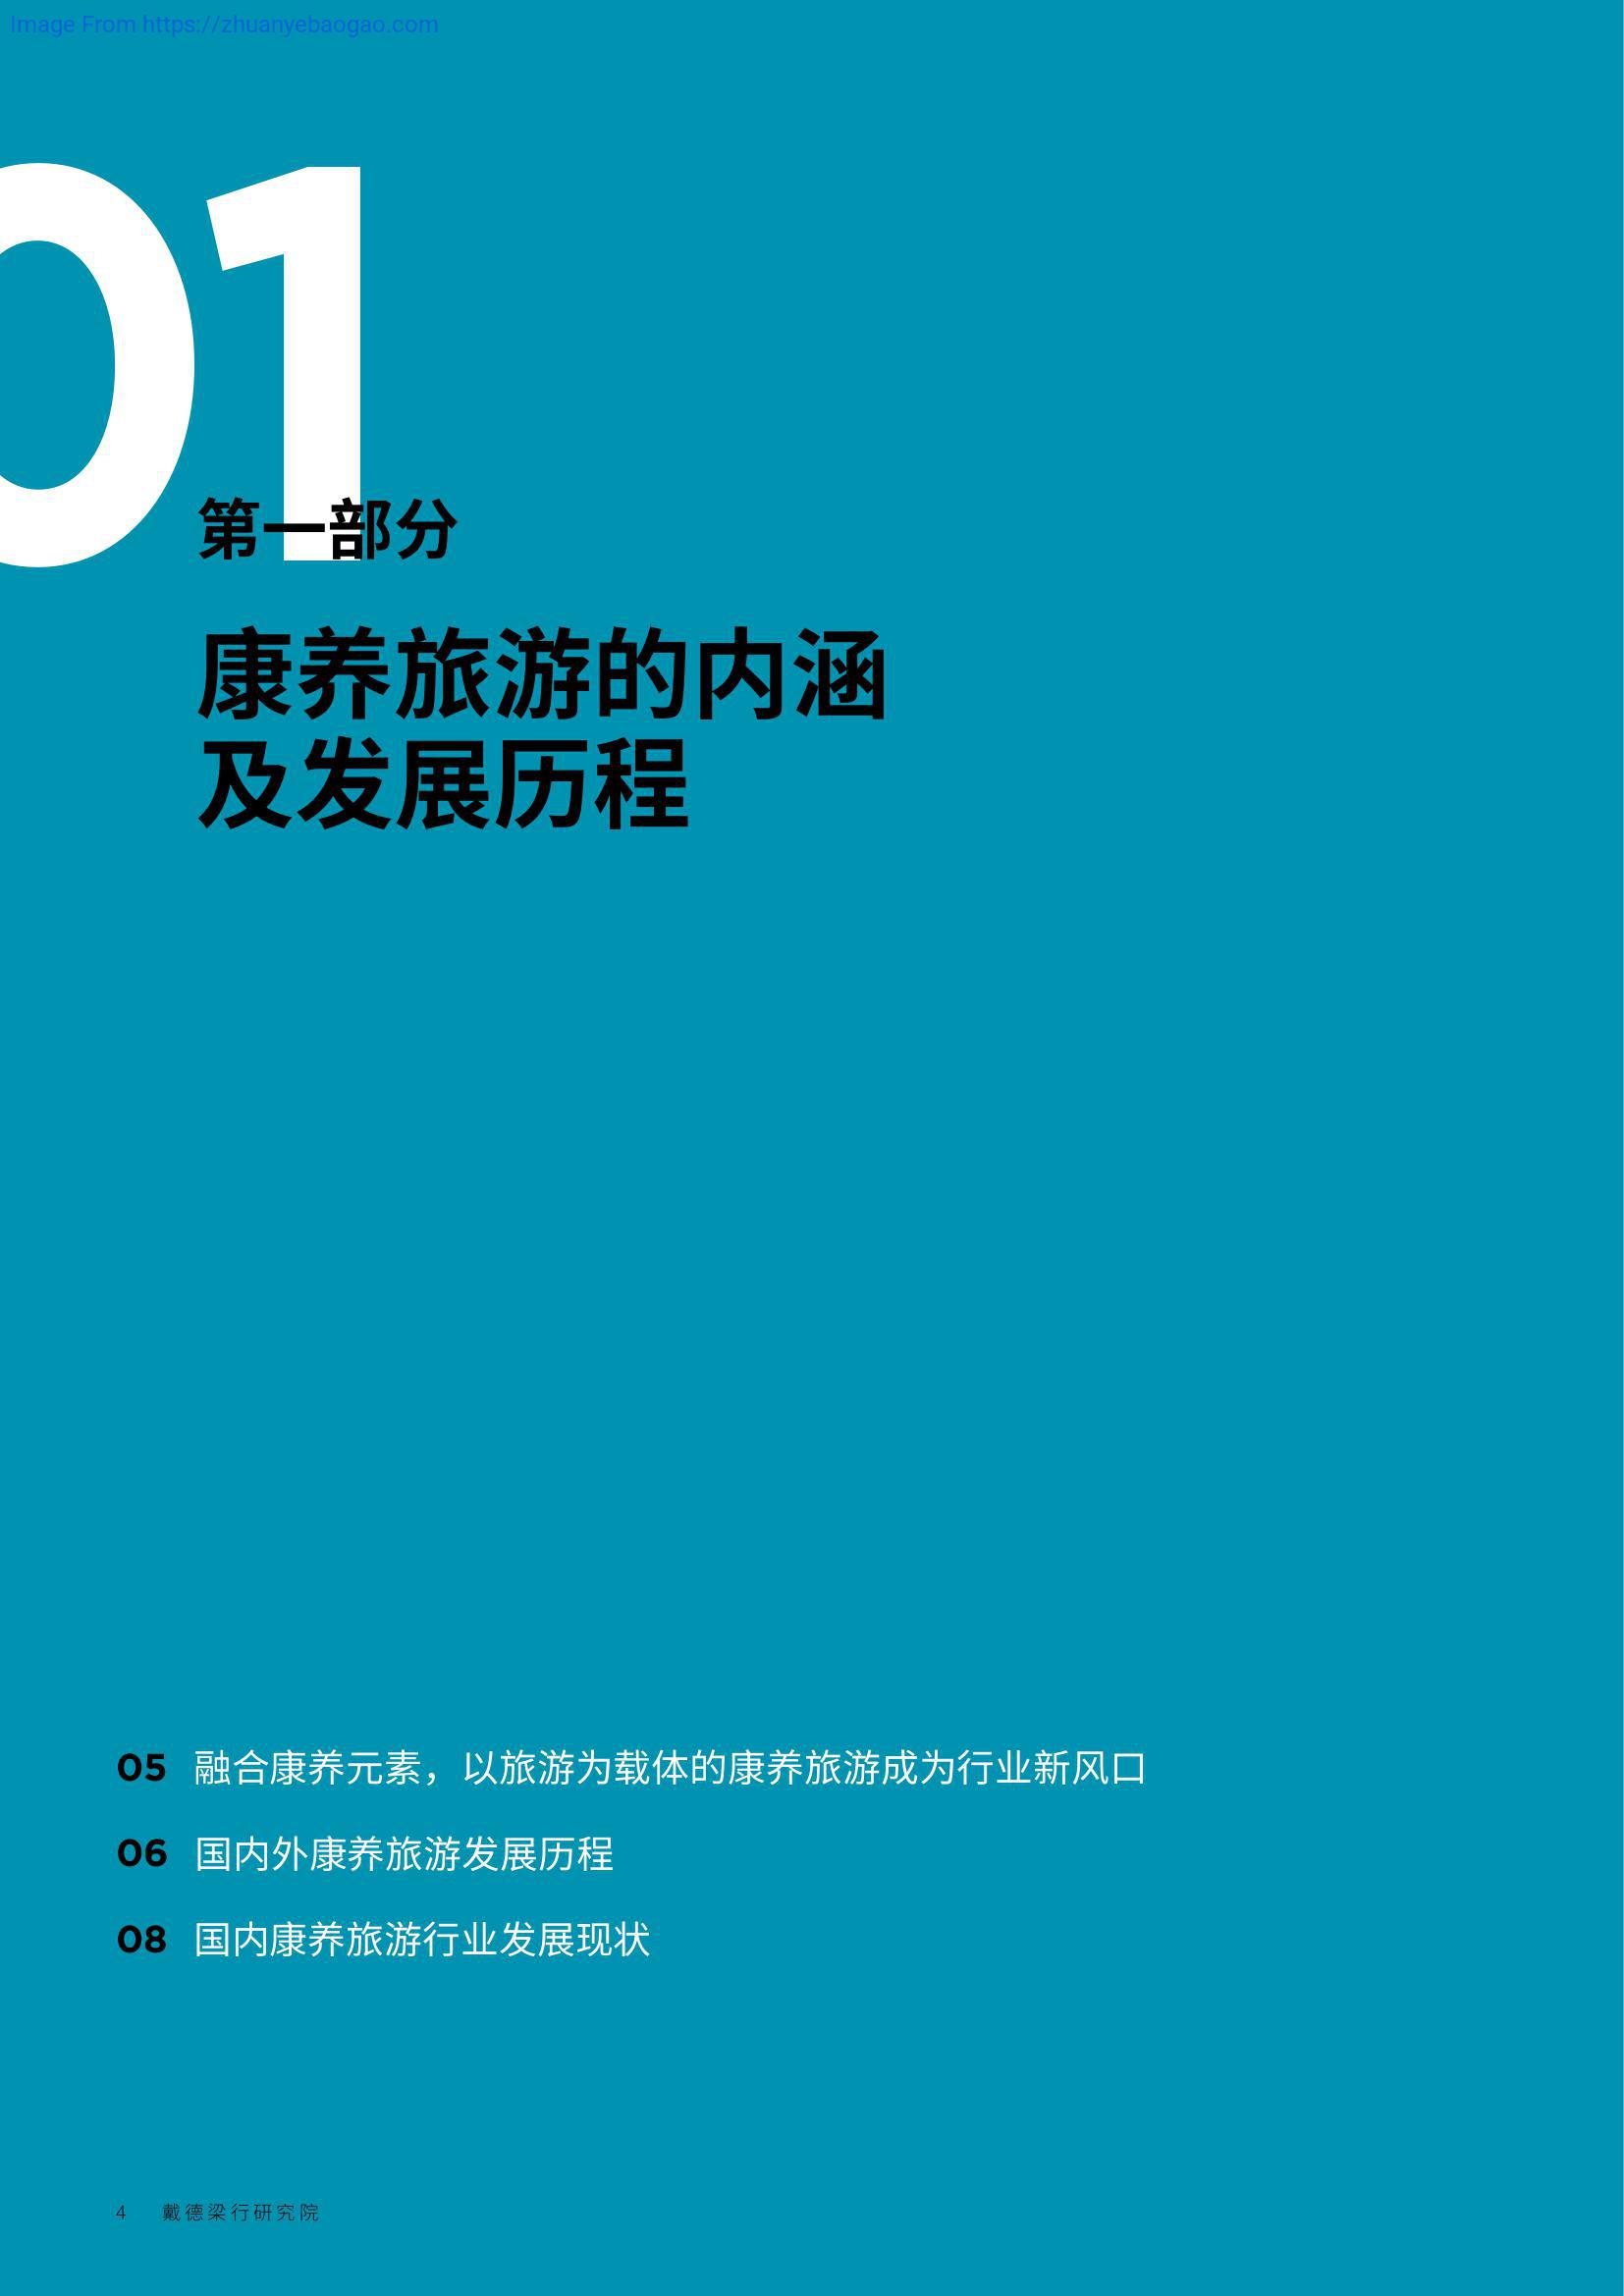 Image From https://zhuanyebaogao.com
01
第一部分
康养旅游的内涵
及发展历程
05 融合康养元素，以旅游为载体的康养旅游成为行业新风口
06 国内外康养旅游发展历程
08 国内康养旅游行业发展现状
4 戴德梁行研究院